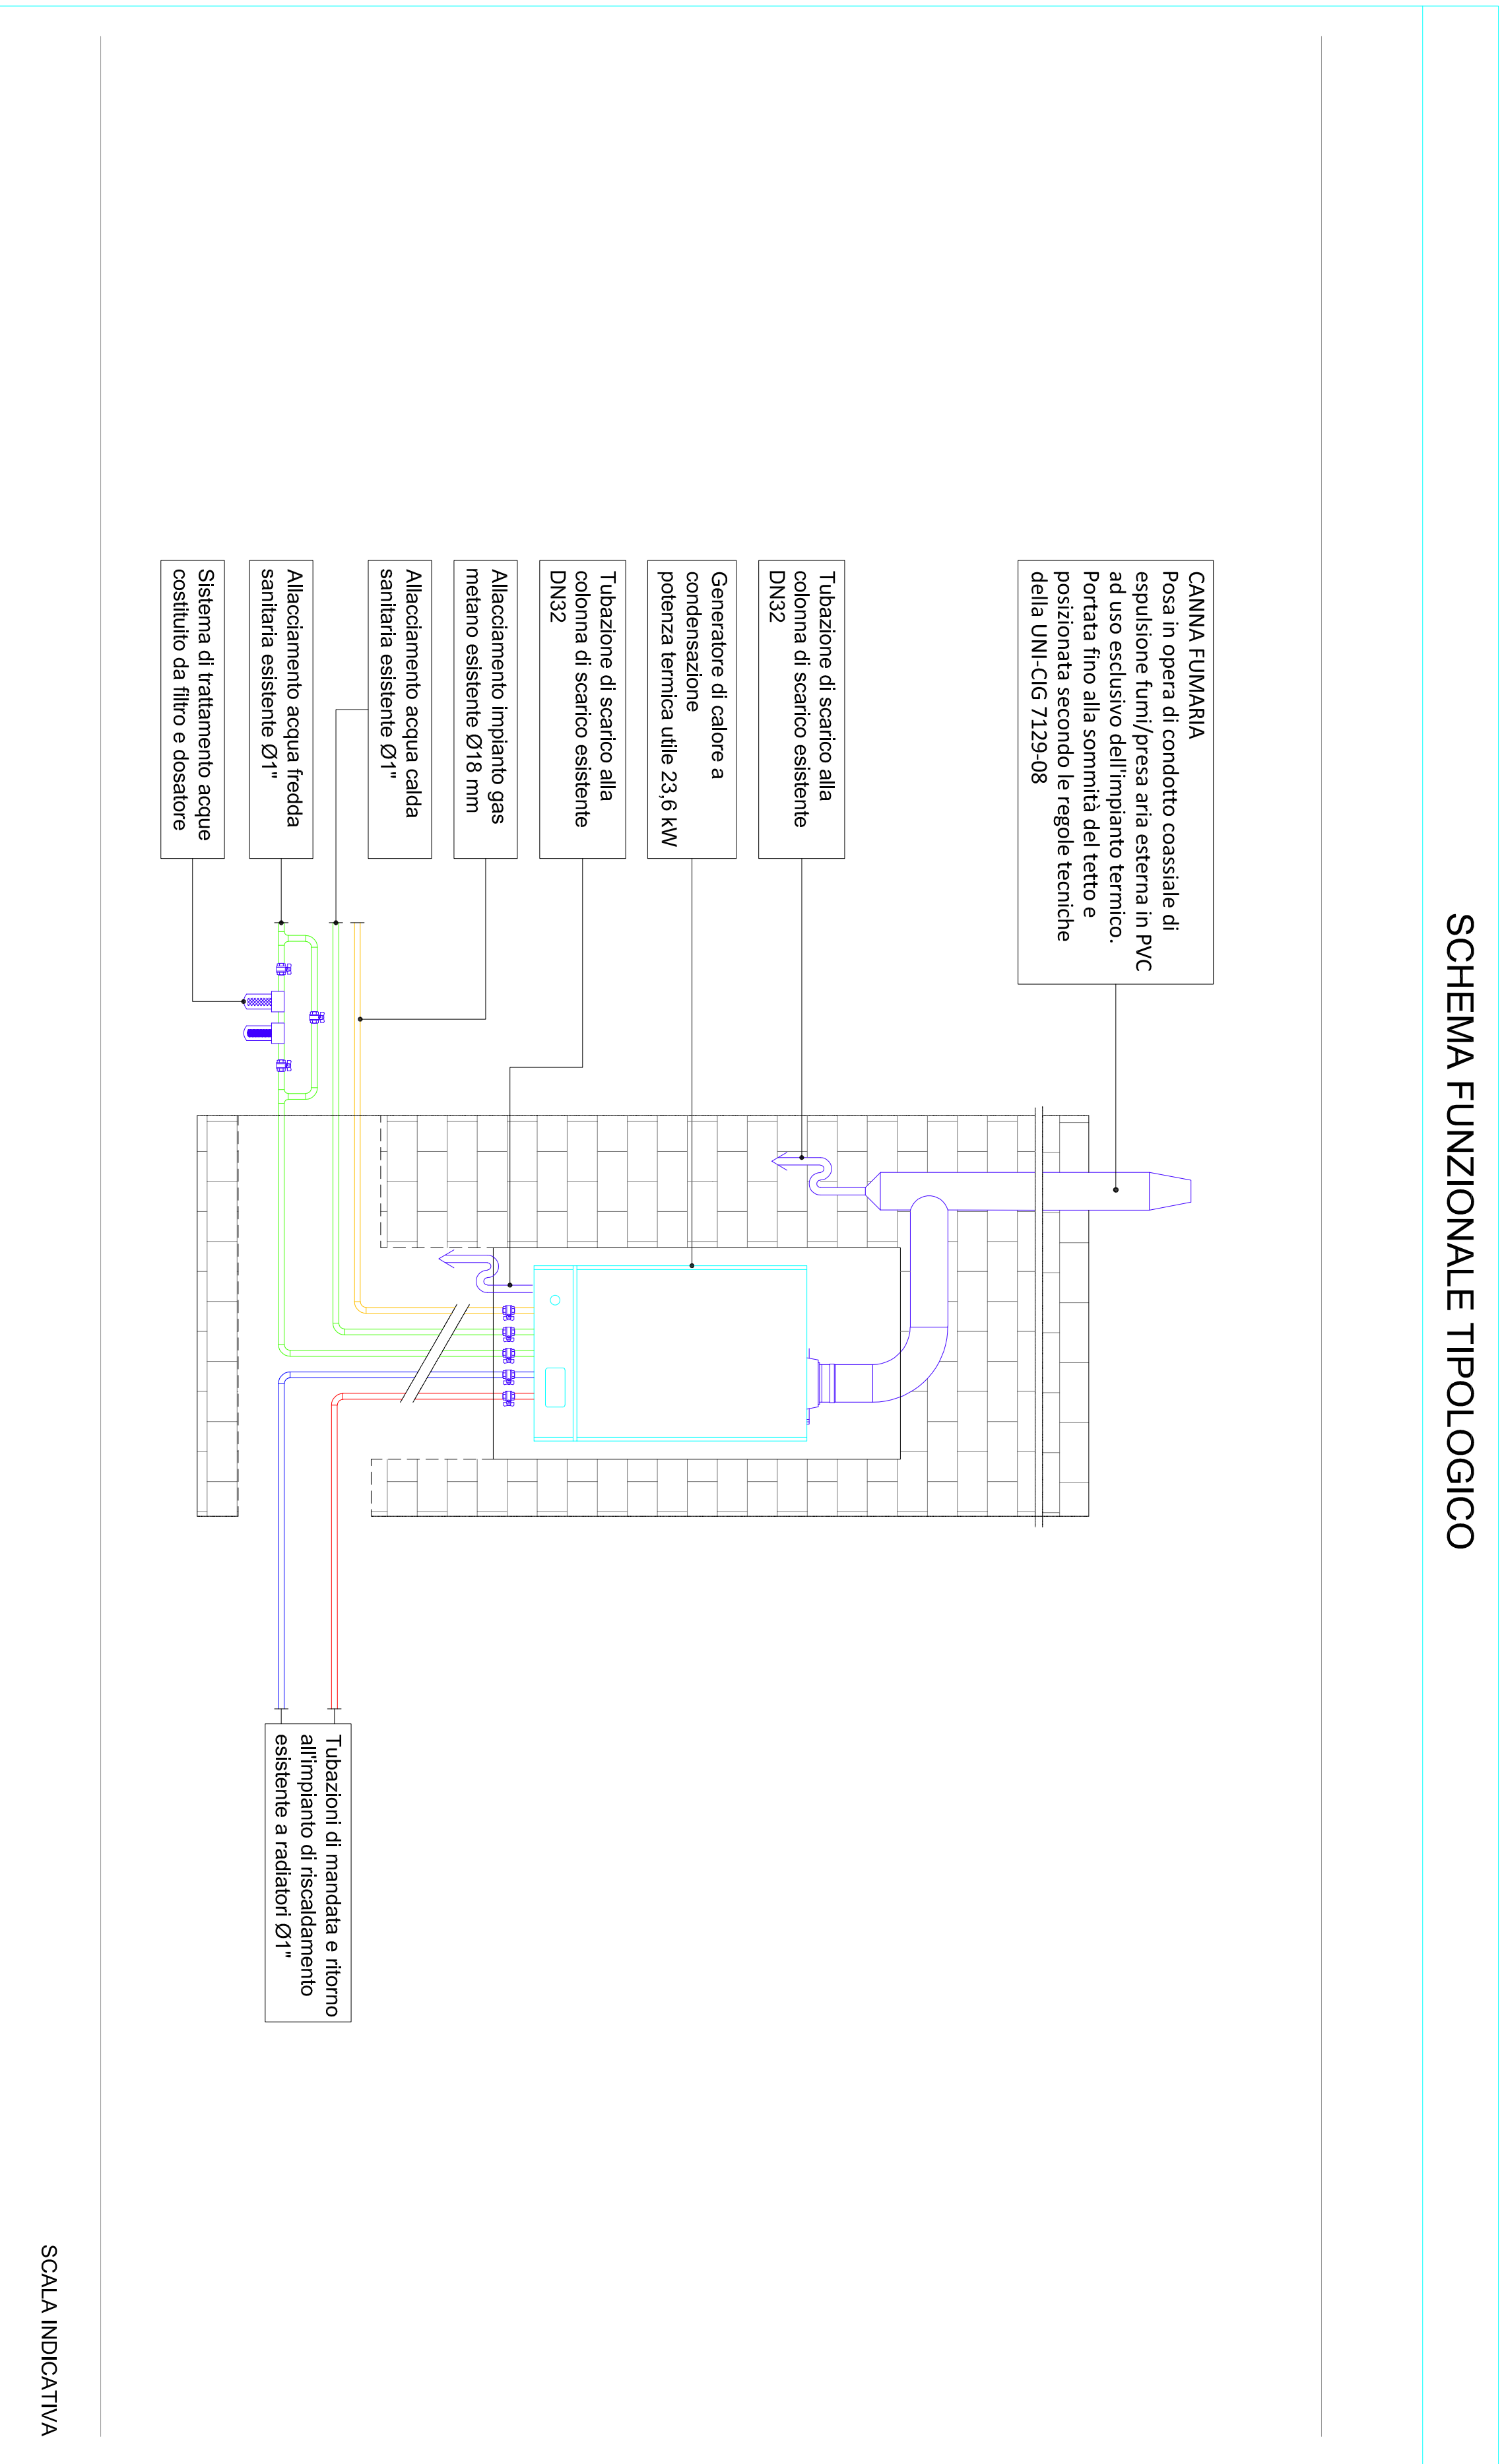 SCHEMA FUNZIONALE TIPOLOGICO
CANNA FUMARIA
Posa in opera di condotto coassiale di
espulsione fumi/presa aria esterna in PVC
ad uso esclusivo dell'impianto termico.
Portata fino alla sommità del tetto e
posizionata secondo le regole tecniche
della UNI-CIG 7129-08
Tubazione di scarico alla
colonna di scarico esistente
DN32
Generatore di calore a
condensazione
potenza termica utile 23,6 kW
Tubazione di scarico alla
colonna di scarico esistente
DN32
Allacciamento impianto gas
metano esistente Ø18 mm
Allacciamento acqua calda
sanitaria esistente Ø1"
Allacciamento acqua fredda
sanitaria esistente Ø1"
Sistema di trattamento acque
costituito da filtro e dosatore
Tubazioni di mandata e ritorno
all'impianto di riscaldamento
esistente a radiatori Ø1"
SCALA INDICATIVA